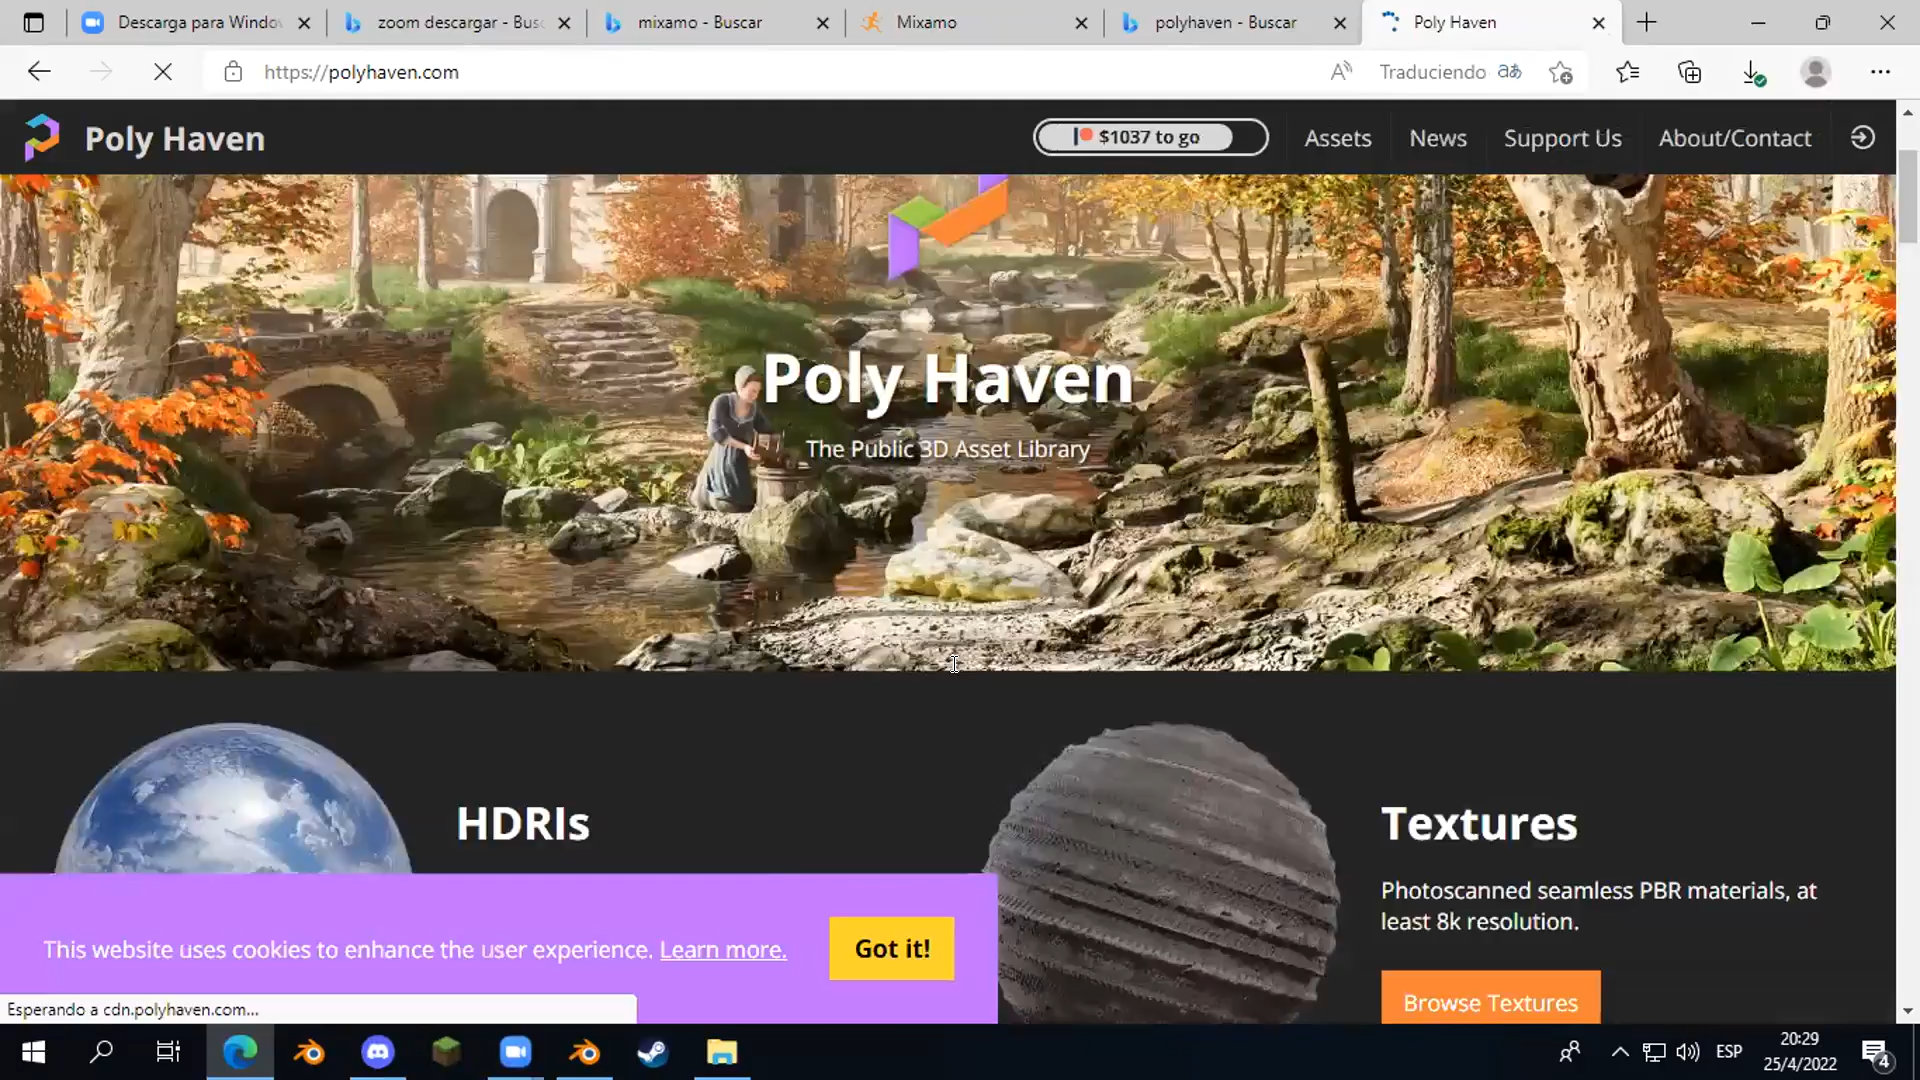 Descarga para Windo
zoom descargar - Busc
mixamo - Buscar
Mixamo
polyhaven - Buscar
Poly Haven
https://polyhaven.com
Traduciendo
Poly Haven
$1037 to go
Assets
News
Support Us
About/Contact
Poly Haven
The Public 3D Asset Library
HDRIs
Textures
Photoscanned seamless PBR materials, at
least 8k resolution.
Browse Textures
This website uses cookies to enhance the user experience. Learn more.
Got it!
Esperando a cdn.polyhaven.com...
ESP
20:29
25/4/2022
4